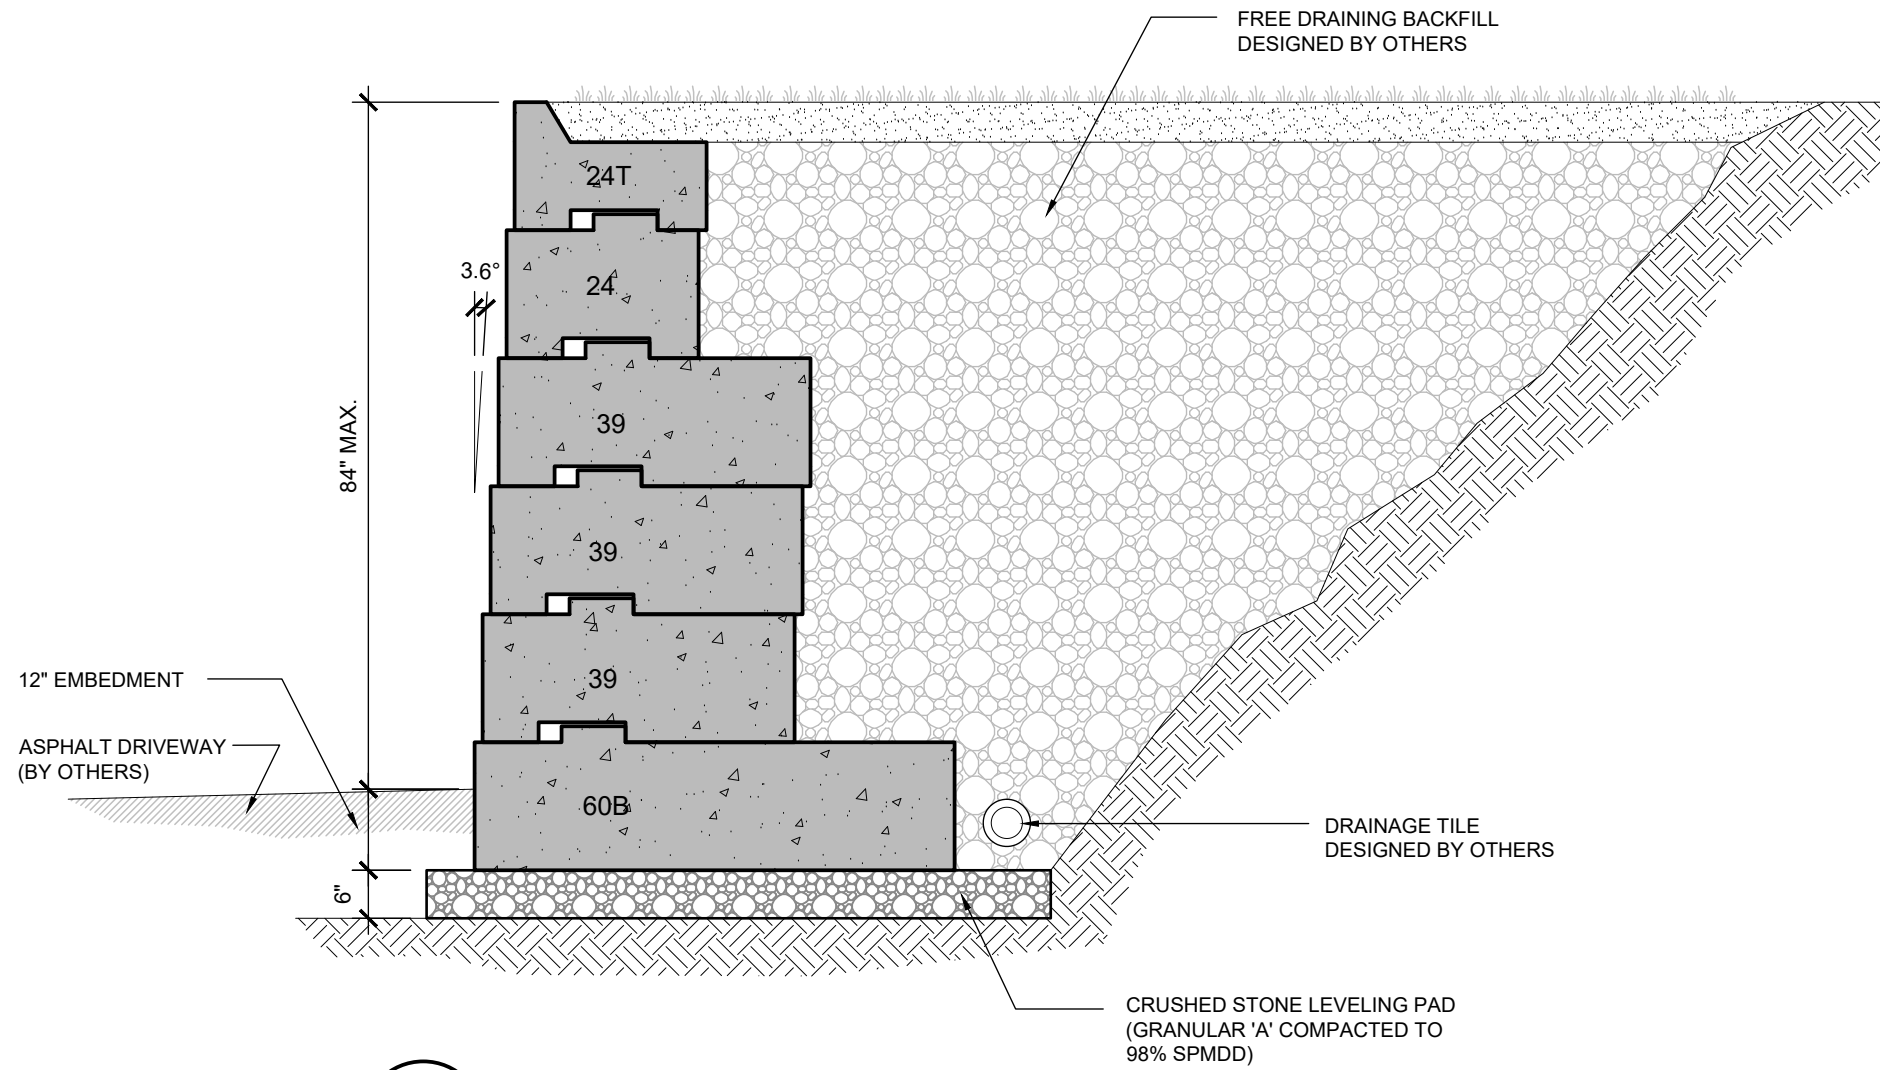 FREE DRAINING BACKFILL
DESIGNED BY OTHERS
24T
3.6°
24
39
84" MAX.
39
39
12" EMBEDMENT
ASPHALT DRIVEWAY
(BY OTHERS)
60B
DRAINAGE TILE
DESIGNED BY OTHERS
6"
CRUSHED STONE LEVELING PAD
(GRANULAR 'A' COMPACTED TO
98% SPMDD)